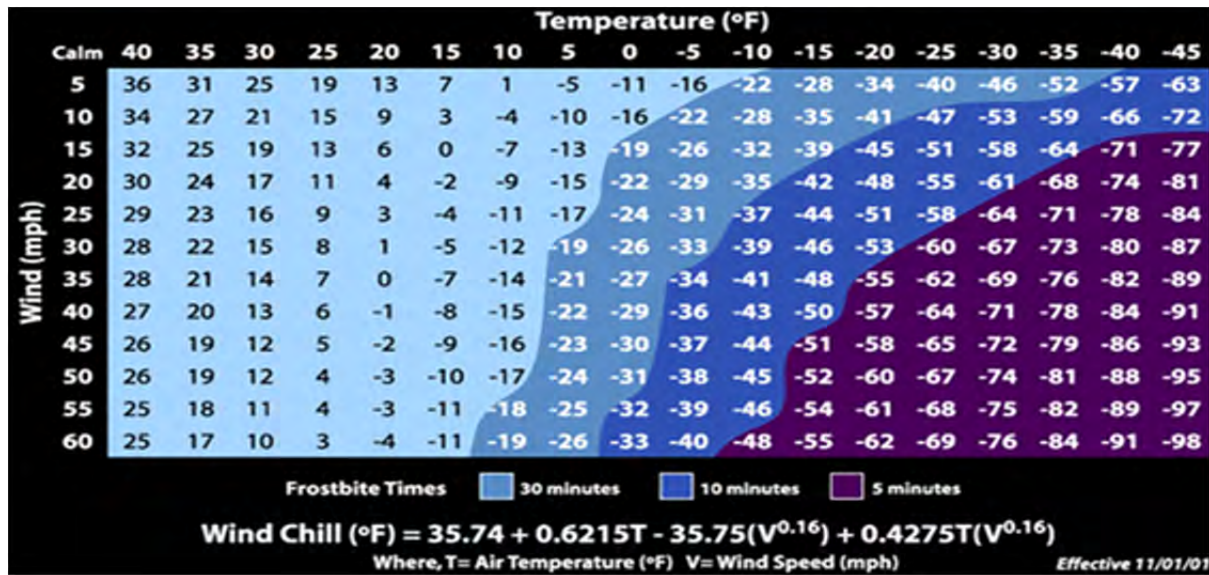 Temperature (ºF)
Calm 40 35 30 25 20 15 10 5 0 -5 -10 -15 -20 -25 -30 -35 -40 -45
5 36 31 25 19 13 7 1 -5 -11 -16 -22 -28 -34 -40 -46 -52 -57 -63
10 34 27 21 15 9 3 -4 -10 -16 -22 -28 -35 -41 -47 -53 -59 -66 -72
15 32 25 19 13 6 0 -7 -13 -19 -26 -32 -39 -45 -51 -58 -64 -71 -77
20 30 24 17 11 4 -2 -9 -15 -22 -29 -35 -42 -48 -55 -61 -68 -74 -81
25 29 23 16 9 3 -4 -11 -17 -24 -31 -37 -44 -51 -58 -64 -71 -78 -84
30 28 22 15 8 1 -5 -12 -19 -26 -33 -39 -46 -53 -60 -67 -73 -80 -87
35 28 21 14 7 0 -7 -14 -21 -27 -34 -41 -48 -55 -62 -69 -76 -82 -89
40 27 20 13 6 -1 -8 -15 -22 -29 -36 -43 -50 -57 -64 -71 -78 -84 -91
45 26 19 12 5 -2 -9 -16 -23 -30 -37 -44 -51 -58 -65 -72 -79 -86 -93
50 26 19 12 4 -3 -10 -17 -24 -31 -38 -45 -52 -60 -67 -74 -81 -88 -95
55 25 18 11 4 -3 -11 -18 -25 -32 -39 -46 -54 -61 -68 -75 -82 -89 -97
60 25 17 10 3 -4 -11 -19 -26 -33 -40 -48 -55 -62 -69 -76 -84 -91 -98
Wind (mph)
Frostbite Times 30 minutes 10 minutes 5 minutes
Wind Chill (ºF) = 35.74 + 0.6215T - 35.75(V^0.16) + 0.4275T(V^0.16)
Where, T= Air Temperature (ºF) V= Wind Speed (mph)
Effective 11/01/01